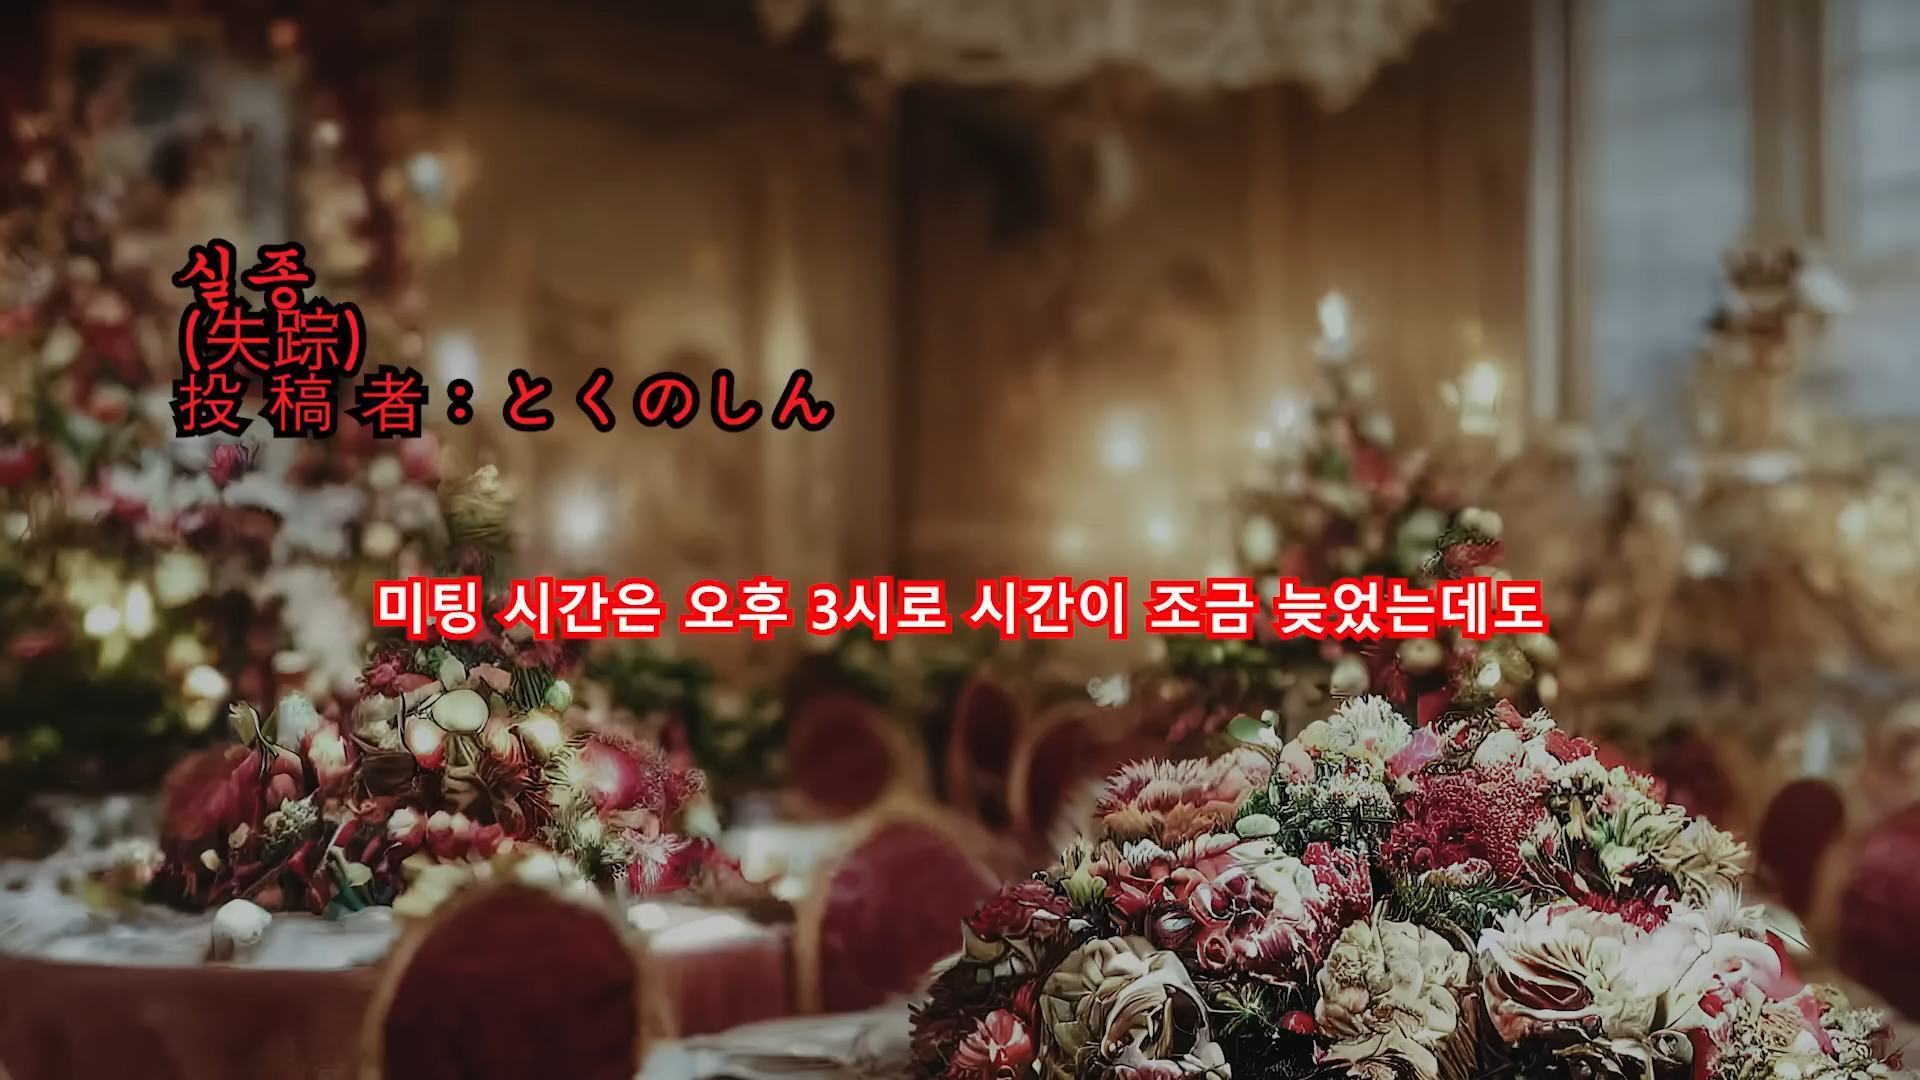 실종
(失踪)
投稿者：とくのしん
미팅 시간은 오후 3시로 시간이 조금 늦었는데도